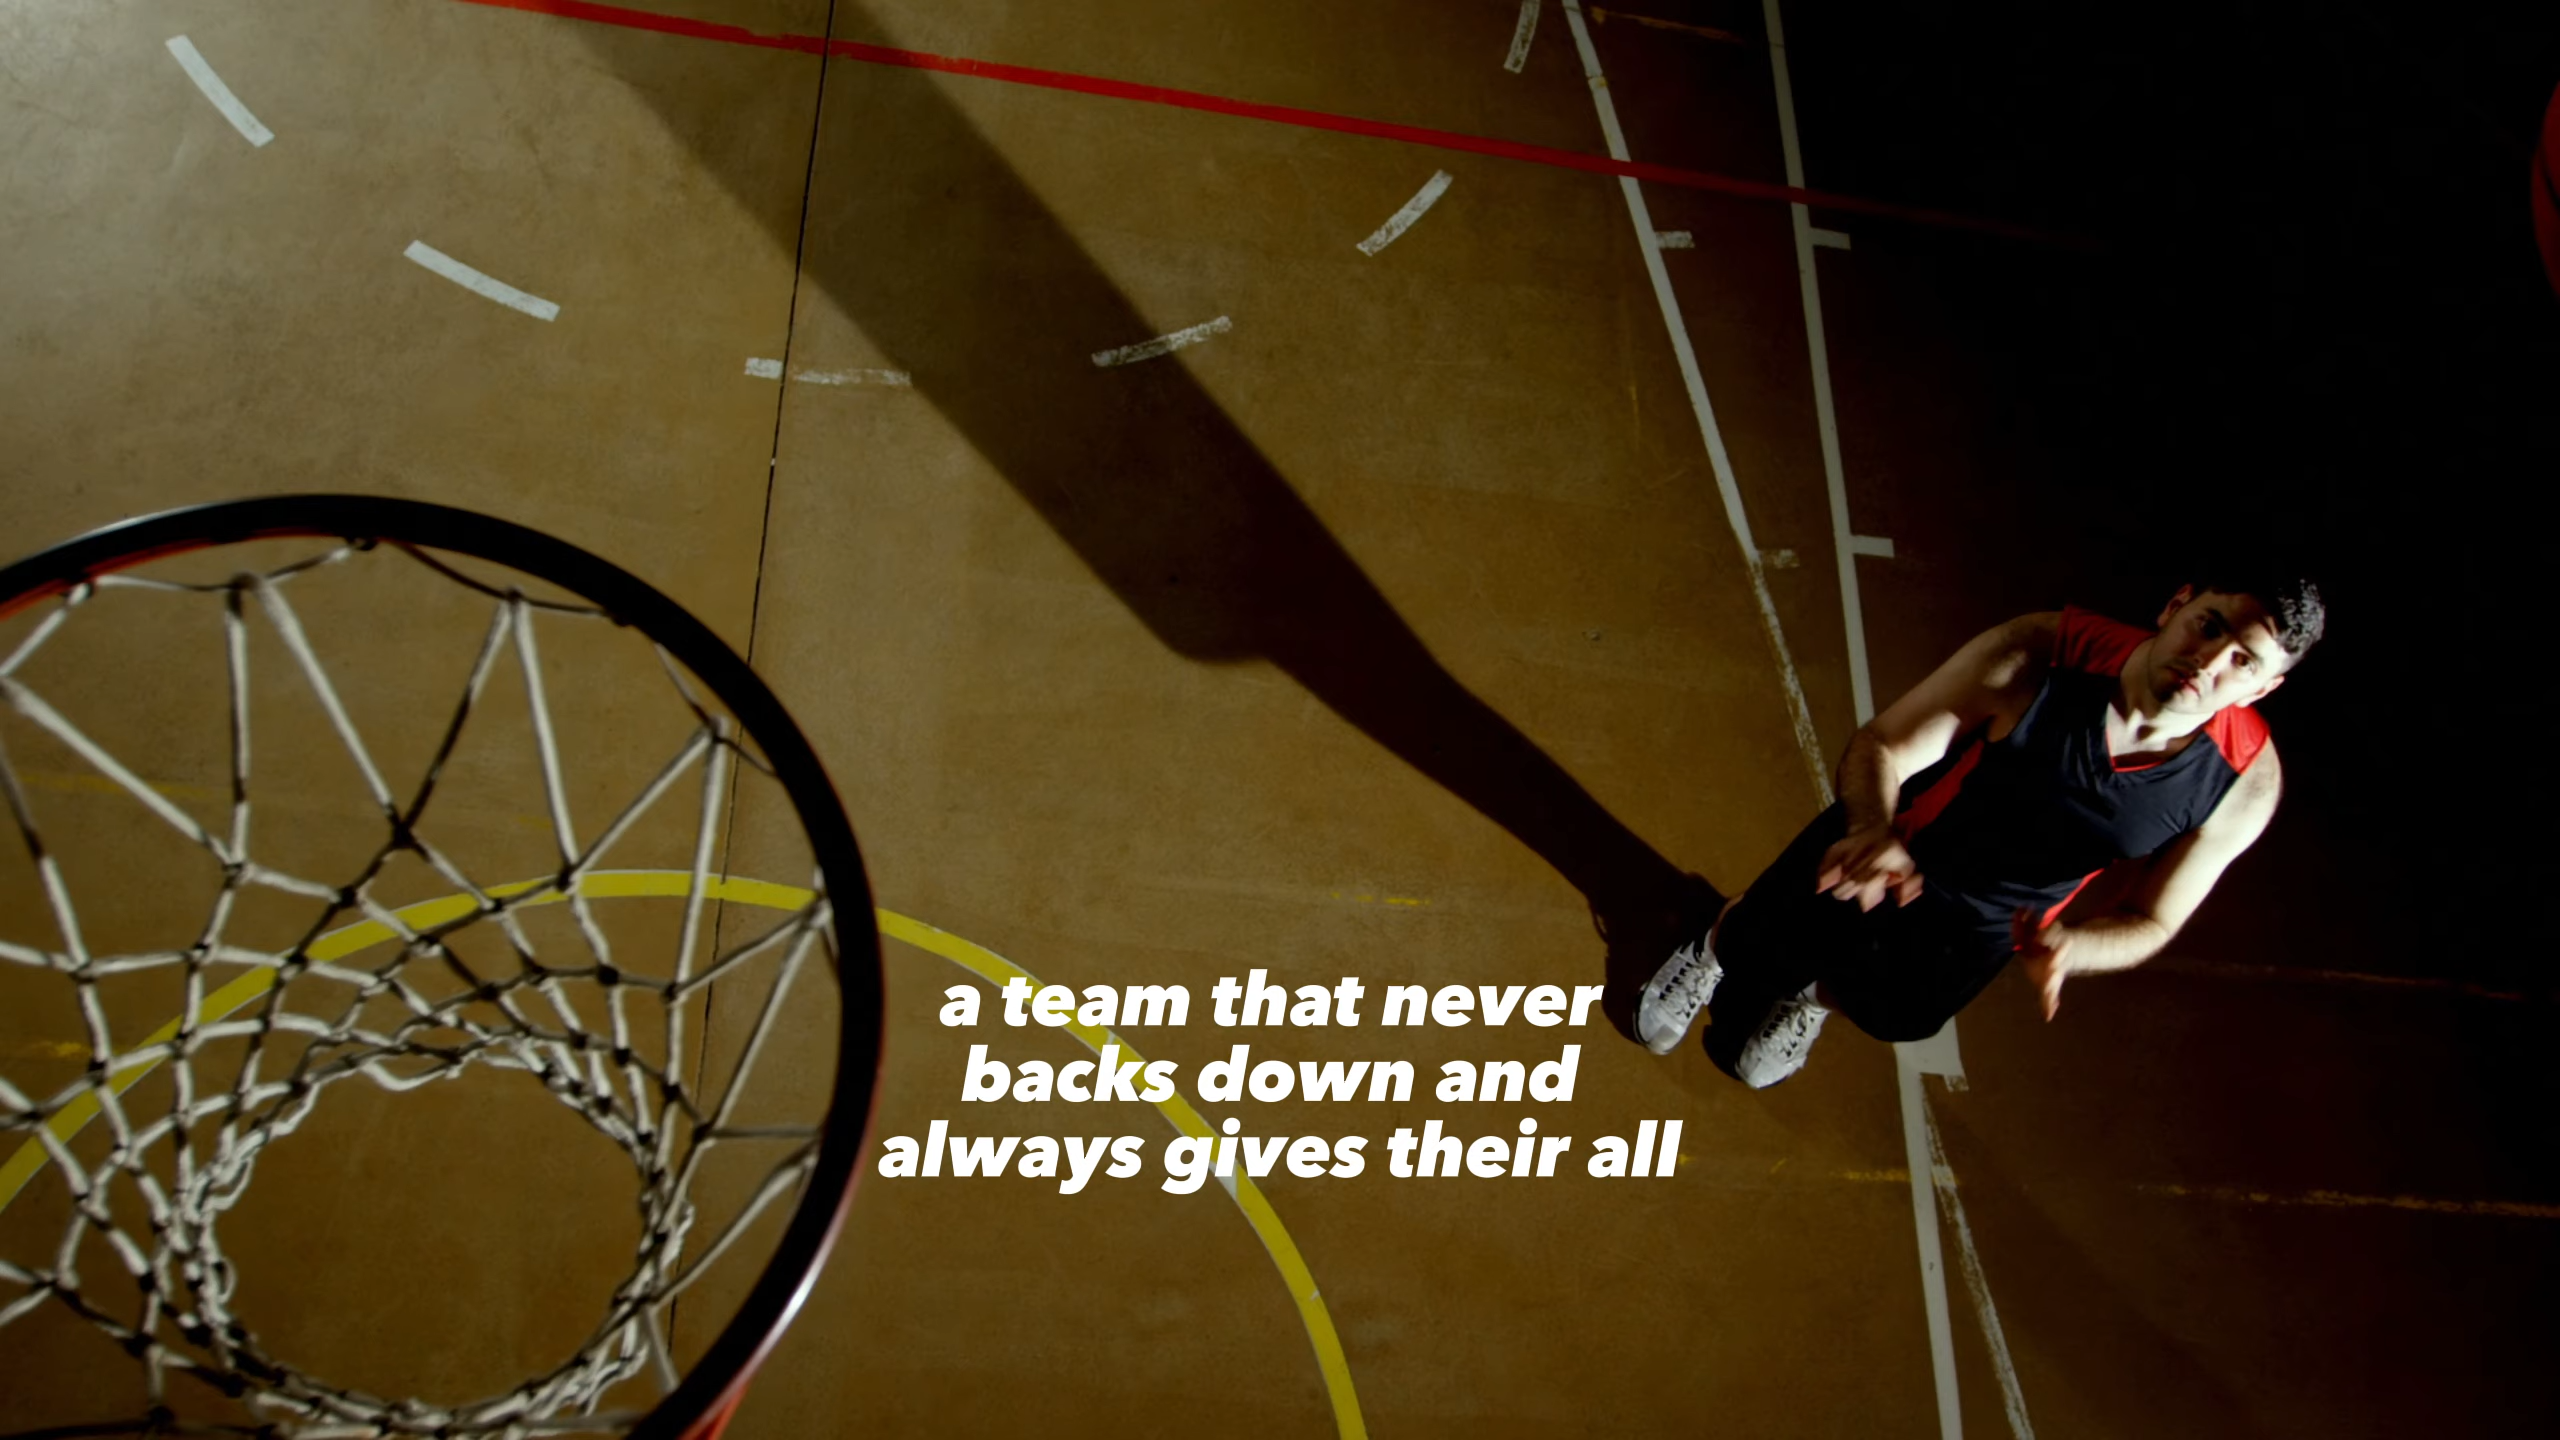 a team that never
backs down and
always gives their all